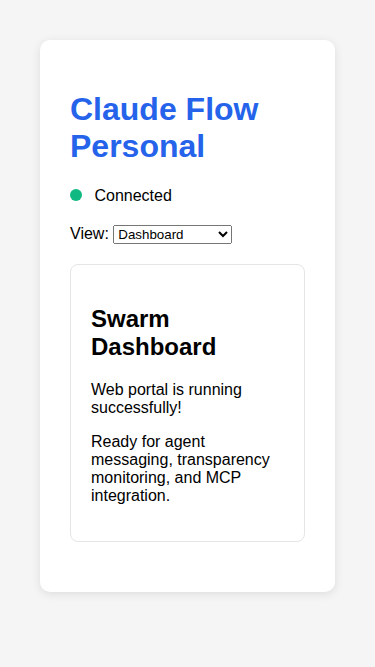 Claude Flow
Personal
Connected
View: Dashboard
Swarm
Dashboard
Web portal is running
successfully!
Ready for agent
messaging, transparency
monitoring, and MCP
integration.